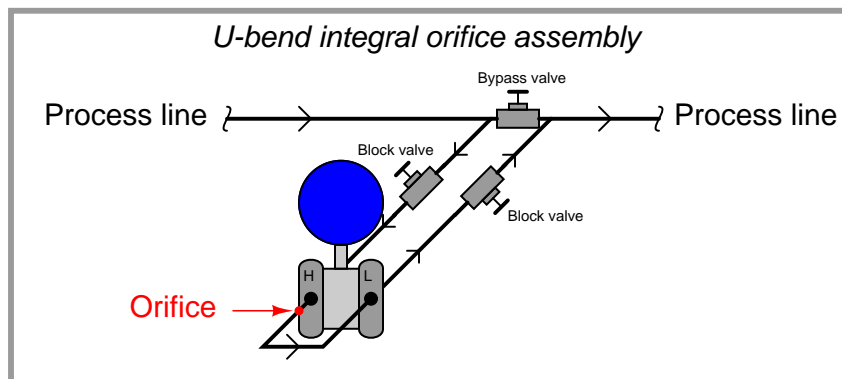 U-bend integral orifice assembly
Bypass valve
Process line
Process line
Block valve
Block valve
H
L
Orifice